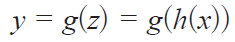 y = g(z) = g(h(x))